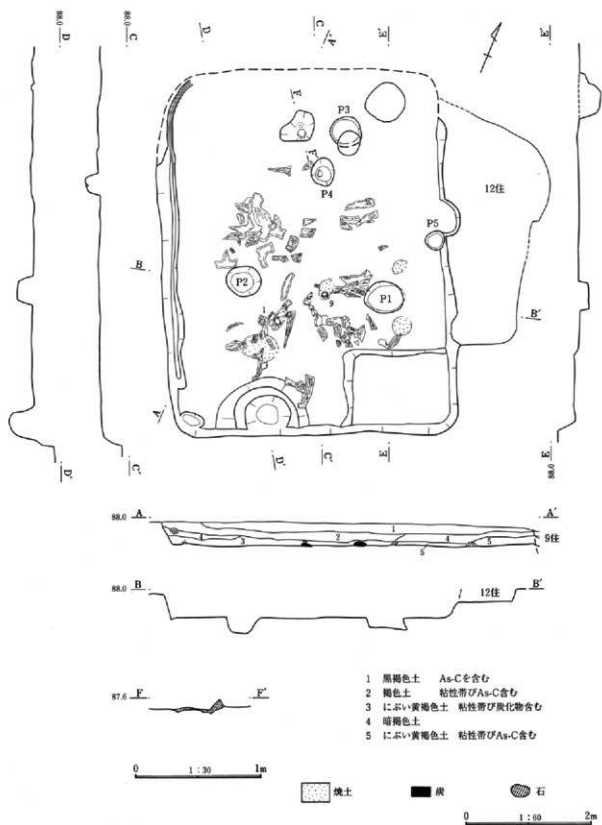 88.0 D
88.0 C
D
C
A
E
E'
F
P3
F'
P4
12住
P5
B
P2
1
9
P1
B'
A'
D'
C'
E
D'
C'
E
88.0
88.0 A A'
1
2
3
4
4
5
5
9住
88.0 B B'
12住
87.6 F F'
1 黒褐色土 As-Cを含む
2 褐色土 粘性帯びAs-C含む
3 にぶい黄褐色土 粘性帯び炭化物含む
4 暗褐色土
5 にぶい黄褐色土 粘性帯びAs-C含む
0 1:30 1m
焼土 炭 石
0 1:60 2m